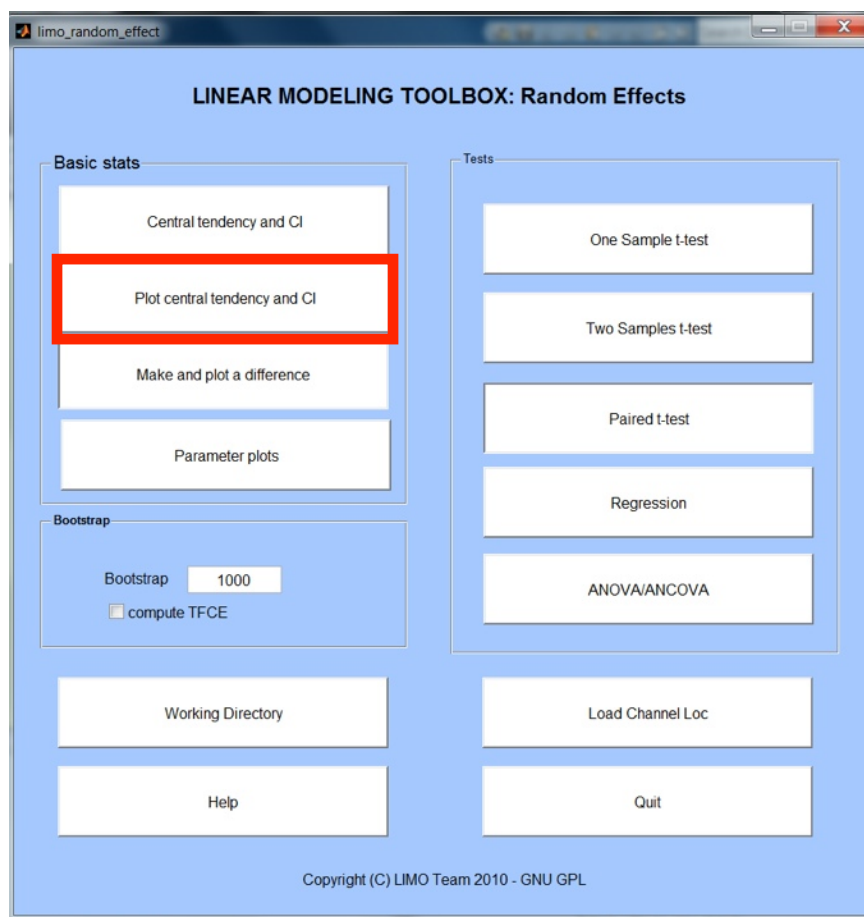 limo_random_effect
LINEAR MODELING TOOLBOX: Random Effects
Basic stats
Central tendency and CI
Plot central tendency and CI
Make and plot a difference
Parameter plots
Bootstrap
Bootstrap 1000
compute TFCE
Tests
One Sample t-test
Two Samples t-test
Paired t-test
Regression
ANOVA/ANCOVA
Working Directory
Load Channel Loc
Help
Quit
Copyright (C) LIMO Team 2010 - GNU GPL